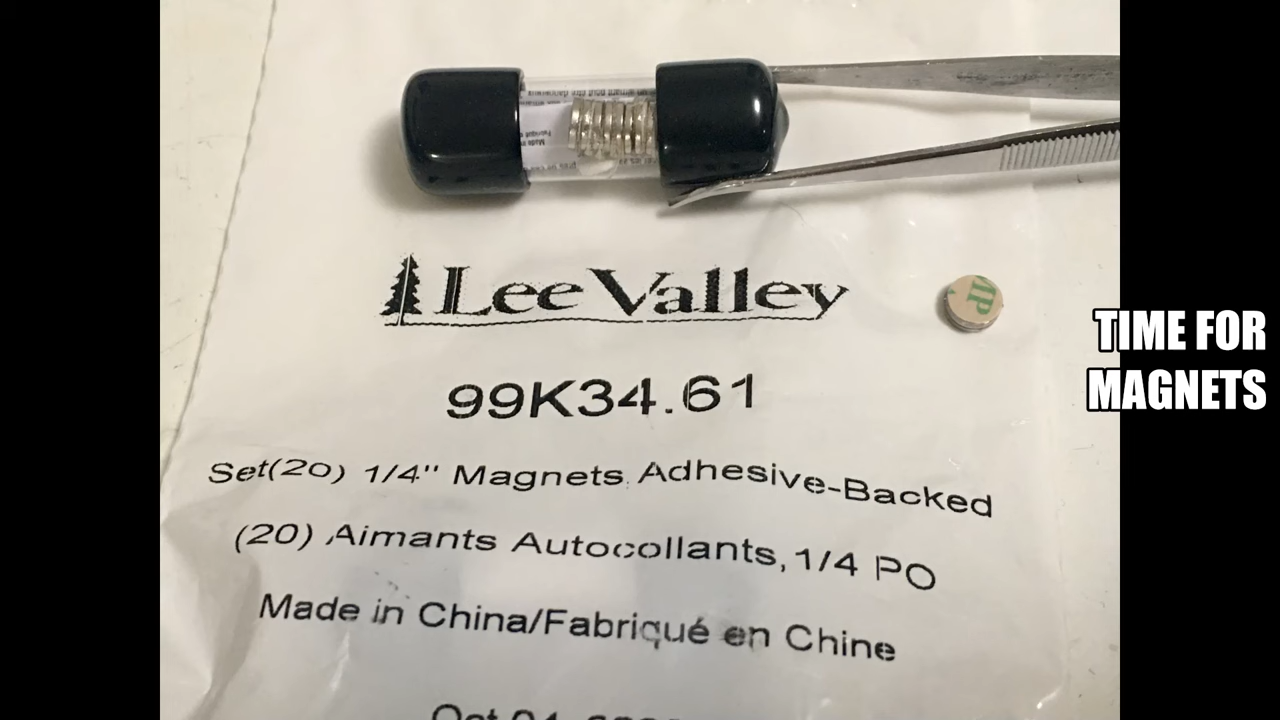 Lee Valley
TIME FOR
MAGNETS
99K34.61
Set(20) 1/4" Magnets Adhesive-Backed
(20) Aimants Autocollants, 1/4 PO
Made in China/Fabriqué en Chine